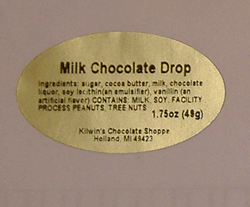 Milk Chocolate Drop
Ingredients: sugar, cocoa butter, milk, chocolate
liquor, soy lecithin(an emulsifier), vanillin (an
artificial flavor) CONTAINS: MILK, SOY. FACILITY
PROCESS PEANUTS, TREE NUTS
1.75oz (49g)
Kilwin's Chocolate Shoppe
Holland, MI 49423